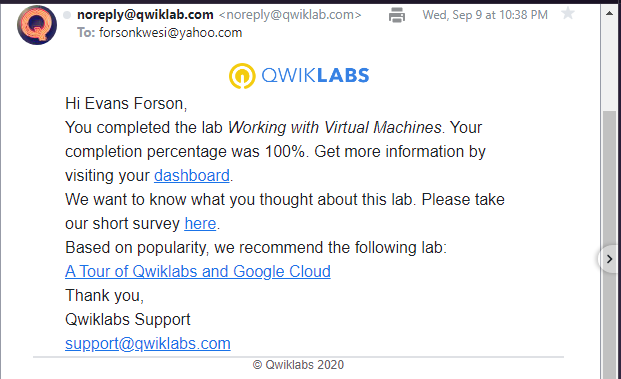 noreply@qwiklab.com <noreply@qwiklab.com> Wed, Sep 9 at 10:38 PM
To: forsonkwesi@yahoo.com
QWIKLABS
Hi Evans Forson,
You completed the lab Working with Virtual Machines. Your
completion percentage was 100%. Get more information by
visiting your dashboard.
We want to know what you thought about this lab. Please take
our short survey here.
Based on popularity, we recommend the following lab:
A Tour of Qwiklabs and Google Cloud
Thank you,
Qwiklabs Support
support@qwiklabs.com
© Qwiklabs 2020